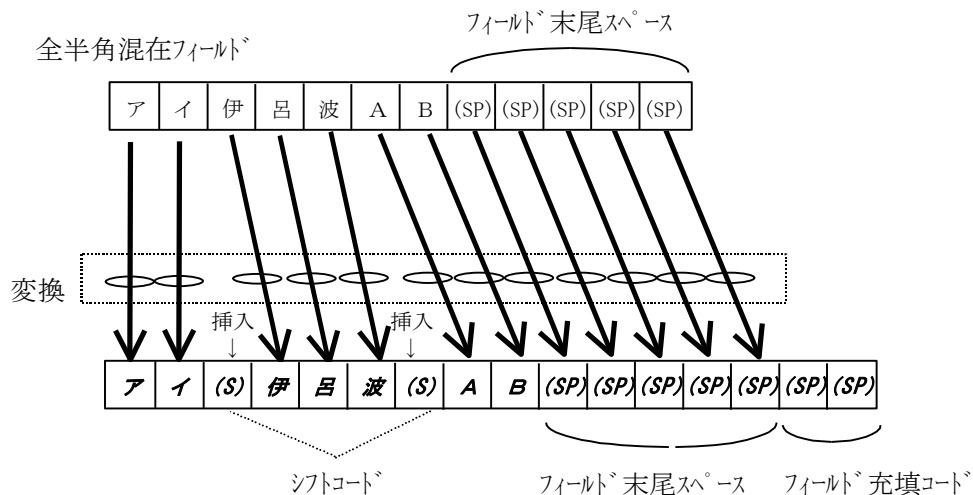 ﾌｨｰﾙﾄﾞ末尾ｽﾍﾟｰｽ
全半角混在ﾌｨｰﾙﾄﾞ
ア イ 伊 呂 波 A B (SP) (SP) (SP) (SP) (SP)
変換
挿入 挿入
↓ ↓
ア イ (S) 伊 呂 波 (S) A B (SP) (SP) (SP) (SP) (SP) (SP) (SP)
ｼﾌﾄｺｰﾄﾞ ﾌｨｰﾙﾄﾞ末尾ｽﾍﾟｰｽ ﾌｨｰﾙﾄﾞ充填ｺｰﾄﾞ